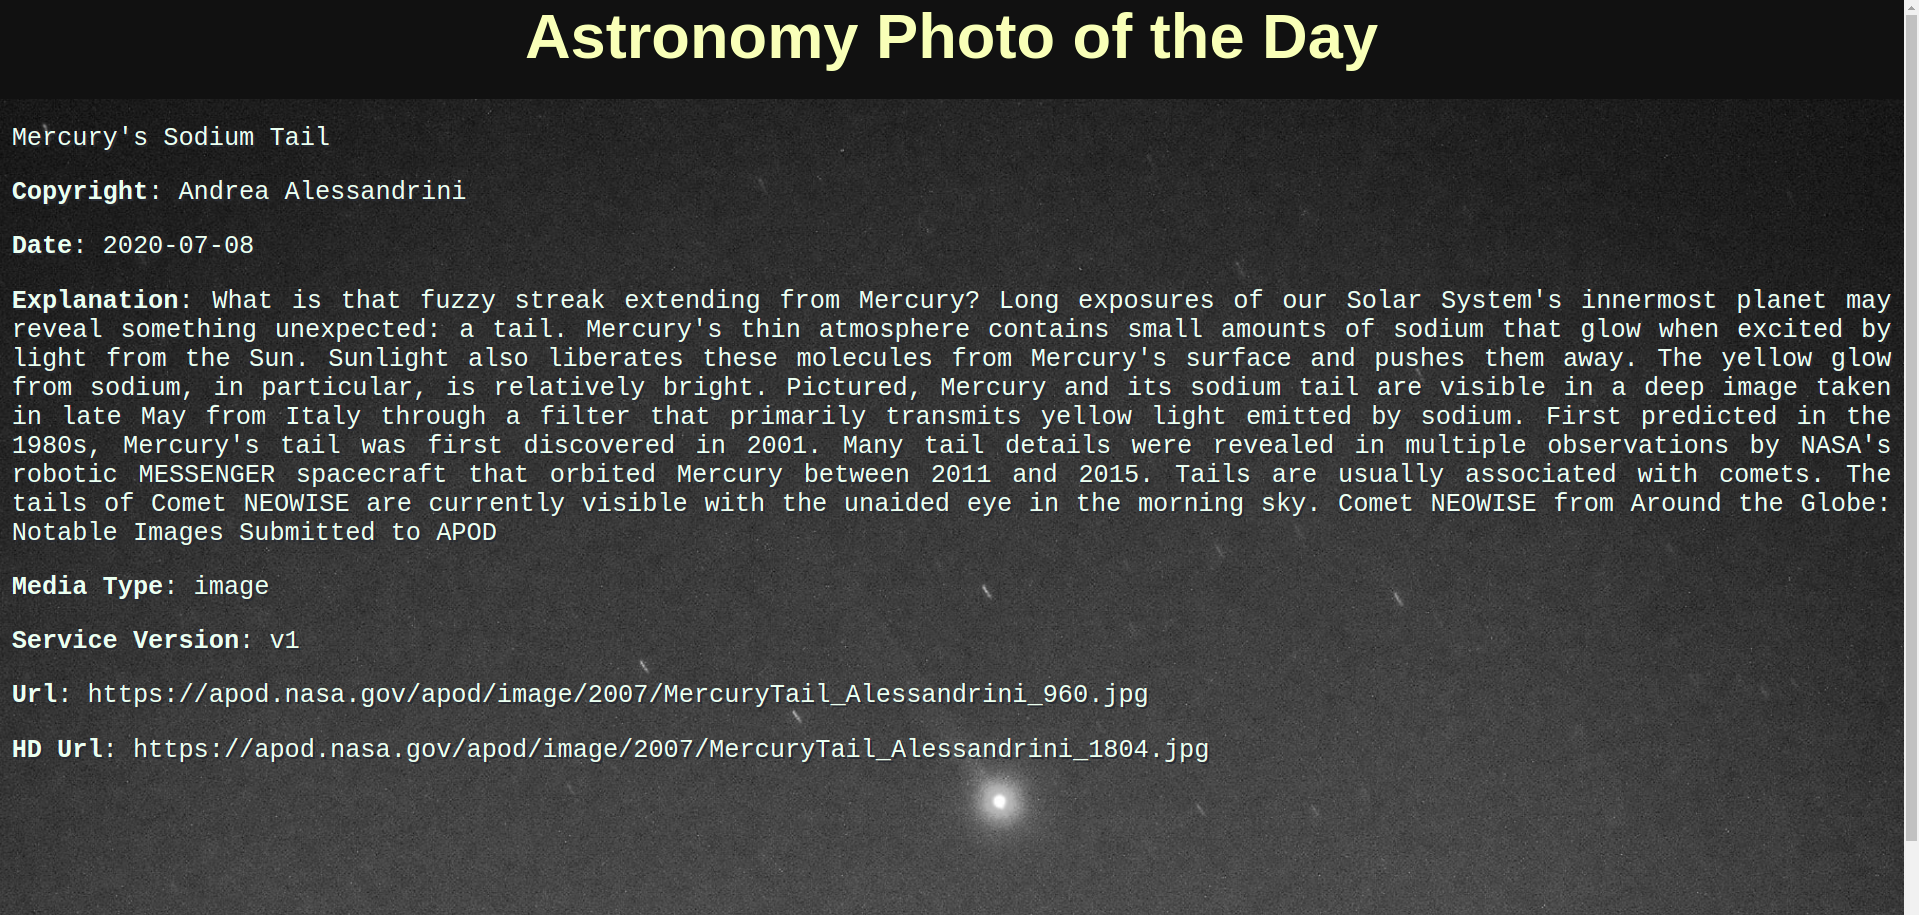 Astronomy Photo of the Day
Mercury's Sodium Tail
Copyright: Andrea Alessandrini
Date: 2020-07-08
Explanation: What is that fuzzy streak extending from Mercury? Long exposures of our Solar System's innermost planet may
reveal something unexpected: a tail. Mercury's thin atmosphere contains small amounts of sodium that glow when excited by
light from the Sun. Sunlight also liberates these molecules from Mercury's surface and pushes them away. The yellow glow
from sodium, in particular, is relatively bright. Pictured, Mercury and its sodium tail are visible in a deep image taken
in late May from Italy through a filter that primarily transmits yellow light emitted by sodium. First predicted in the
1980s, Mercury's tail was first discovered in 2001. Many tail details were revealed in multiple observations by NASA's
robotic MESSENGER spacecraft that orbited Mercury between 2011 and 2015. Tails are usually associated with comets. The
tails of Comet NEOWISE are currently visible with the unaided eye in the morning sky. Comet NEOWISE from Around the Globe:
Notable Images Submitted to APOD
Media Type: image
Service Version: v1
Url: https://apod.nasa.gov/apod/image/2007/MercuryTail_Alessandrini_960.jpg
HD Url: https://apod.nasa.gov/apod/image/2007/MercuryTail_Alessandrini_1804.jpg